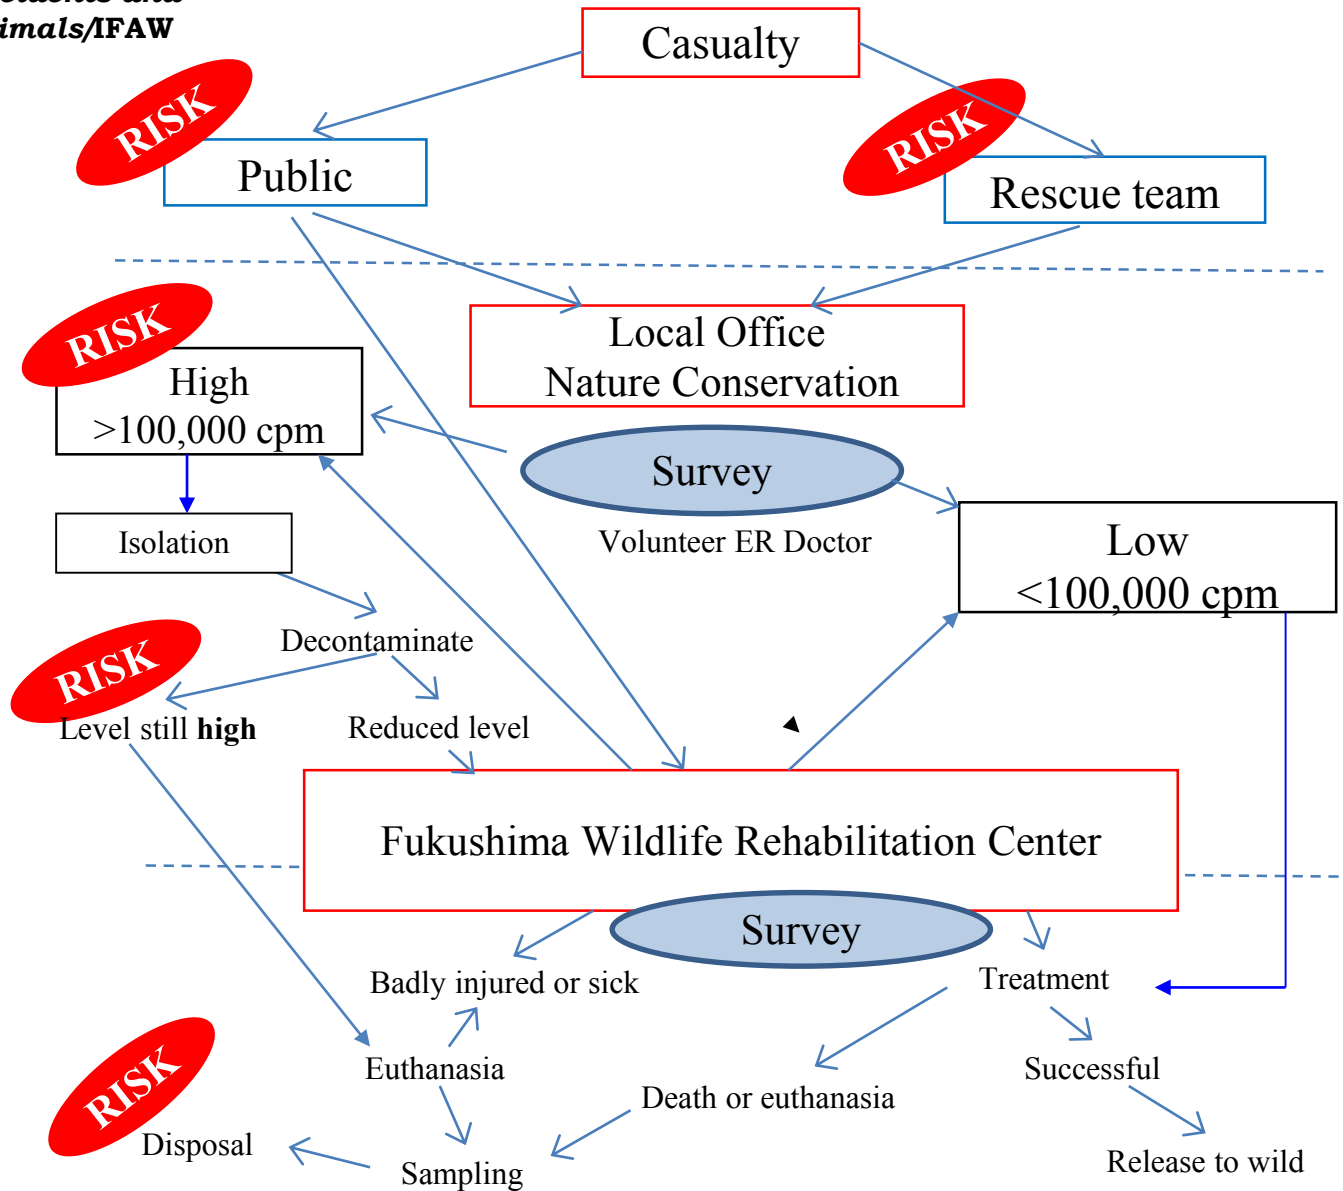 imals/IFAW
Casualty
RISK
RISK
Public
Rescue team
Local Office
Nature Conservation
RISK
High
>100,000 cpm
Survey
Volunteer ER Doctor
Low
<100,000 cpm
Isolation
Decontaminate
RISK
Level still high
Reduced level
Fukushima Wildlife Rehabilitation Center
Survey
Badly injured or sick
Treatment
RISK
Euthanasia
Death or euthanasia
Successful
Disposal
Sampling
Release to wild